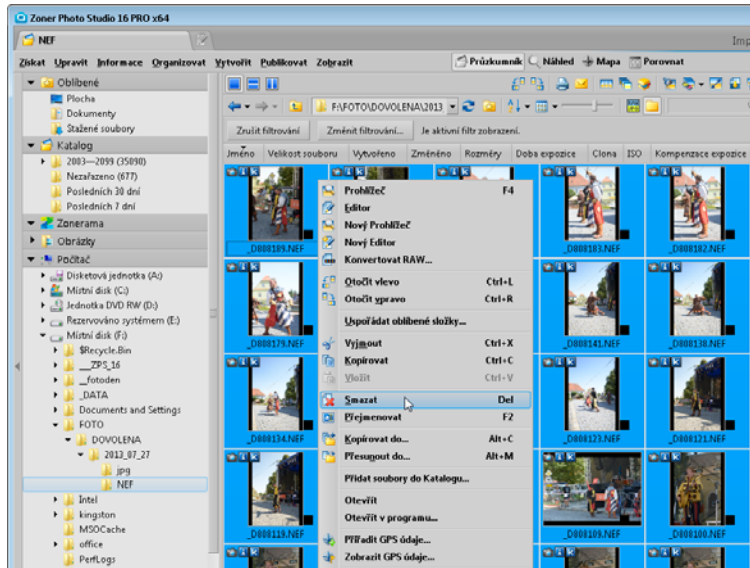 Zoner Photo Studio 16 PRO x64
NEF
Imp
Získat Upravit Informace Organizovat Vytvořit Publikovat Zobrazit Průzkumník Náhled Mapa Porovnat
Oblíbené
Plocha
Dokumenty
Stažené soubory
Katalog
2003—2099 (35090)
Nezařazeno (677)
Posledních 30 dní
Posledních 7 dní
Zonerama
Obrázky
Počítač
Disketová jednotka (A:)
Místní disk (C:)
Jednotka DVD RW (D:)
Rezervováno systémem (E:)
Místní disk (F:)
$Recycle.Bin
__ZPS_16
__fotoden
_DATA
Documents and Settings
FOTO
DOVOLENA
2013_07_27
jpg
NEF
Intel
kingston
MSOCache
office
PerfLogs
F:\FOTO\DOVOLENA\2013
Zrušit filtrování Změnit filtrování... Je aktivní filtr zobrazení.
Jméno Velikost souboru Vytvořeno Změněno Rozměry Doba expozice Clona ISO Kompenzace expozice
_D808189.NEF
_D808183.NEF
_D808182.NEF
_D808179.NEF
_D808141.NEF
_D808138.NEF
_D808134.NEF
_D808123.NEF
_D808121.NEF
_D808119.NEF
_D808109.NEF
_D808100.NEF
Prohlížeč F4
Editor
Nový Prohlížeč
Nový Editor
Konvertovat RAW...
Otočit vlevo Ctrl+L
Otočit vpravo Ctrl+R
Uspořádat oblíbené složky...
Vyjmout Ctrl+X
Kopírovat Ctrl+C
Vložit Ctrl+V
Smazat Del
Přejmenovat F2
Kopírovat do... Alt+C
Přesunout do... Alt+M
Přidat soubory do Katalogu...
Otevřít
Otevřít v programu...
Přiřadit GPS údaje...
Zobrazit GPS údaje...